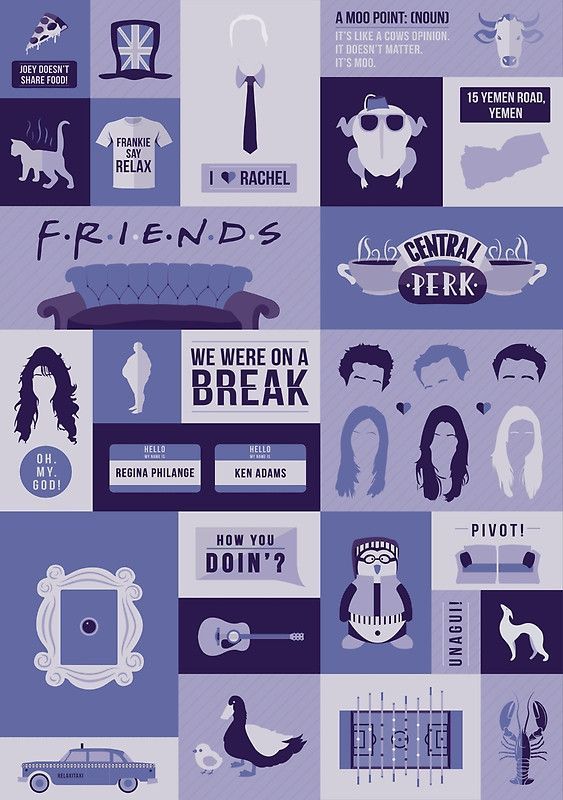 JOEY DOESN'T
SHARE FOOD!
FRANKIE
SAY
RELAX
I RACHEL
A MOO POINT: (NOUN)
IT'S LIKE A COWS OPINION.
IT DOESN'T MATTER.
IT'S MOO.
15 YEMEN ROAD,
YEMEN
F·R·I·E·N·D·S
CENTRAL
·PERK·
OH.
MY.
GOD!
WE WERE ON A
BREAK
HELLO
MY NAME IS
REGINA PHILANGE
HELLO
MY NAME IS
KEN ADAMS
HOW YOU
DOIN'?
PIVOT!
UNAGUI!
RELAXITAXI